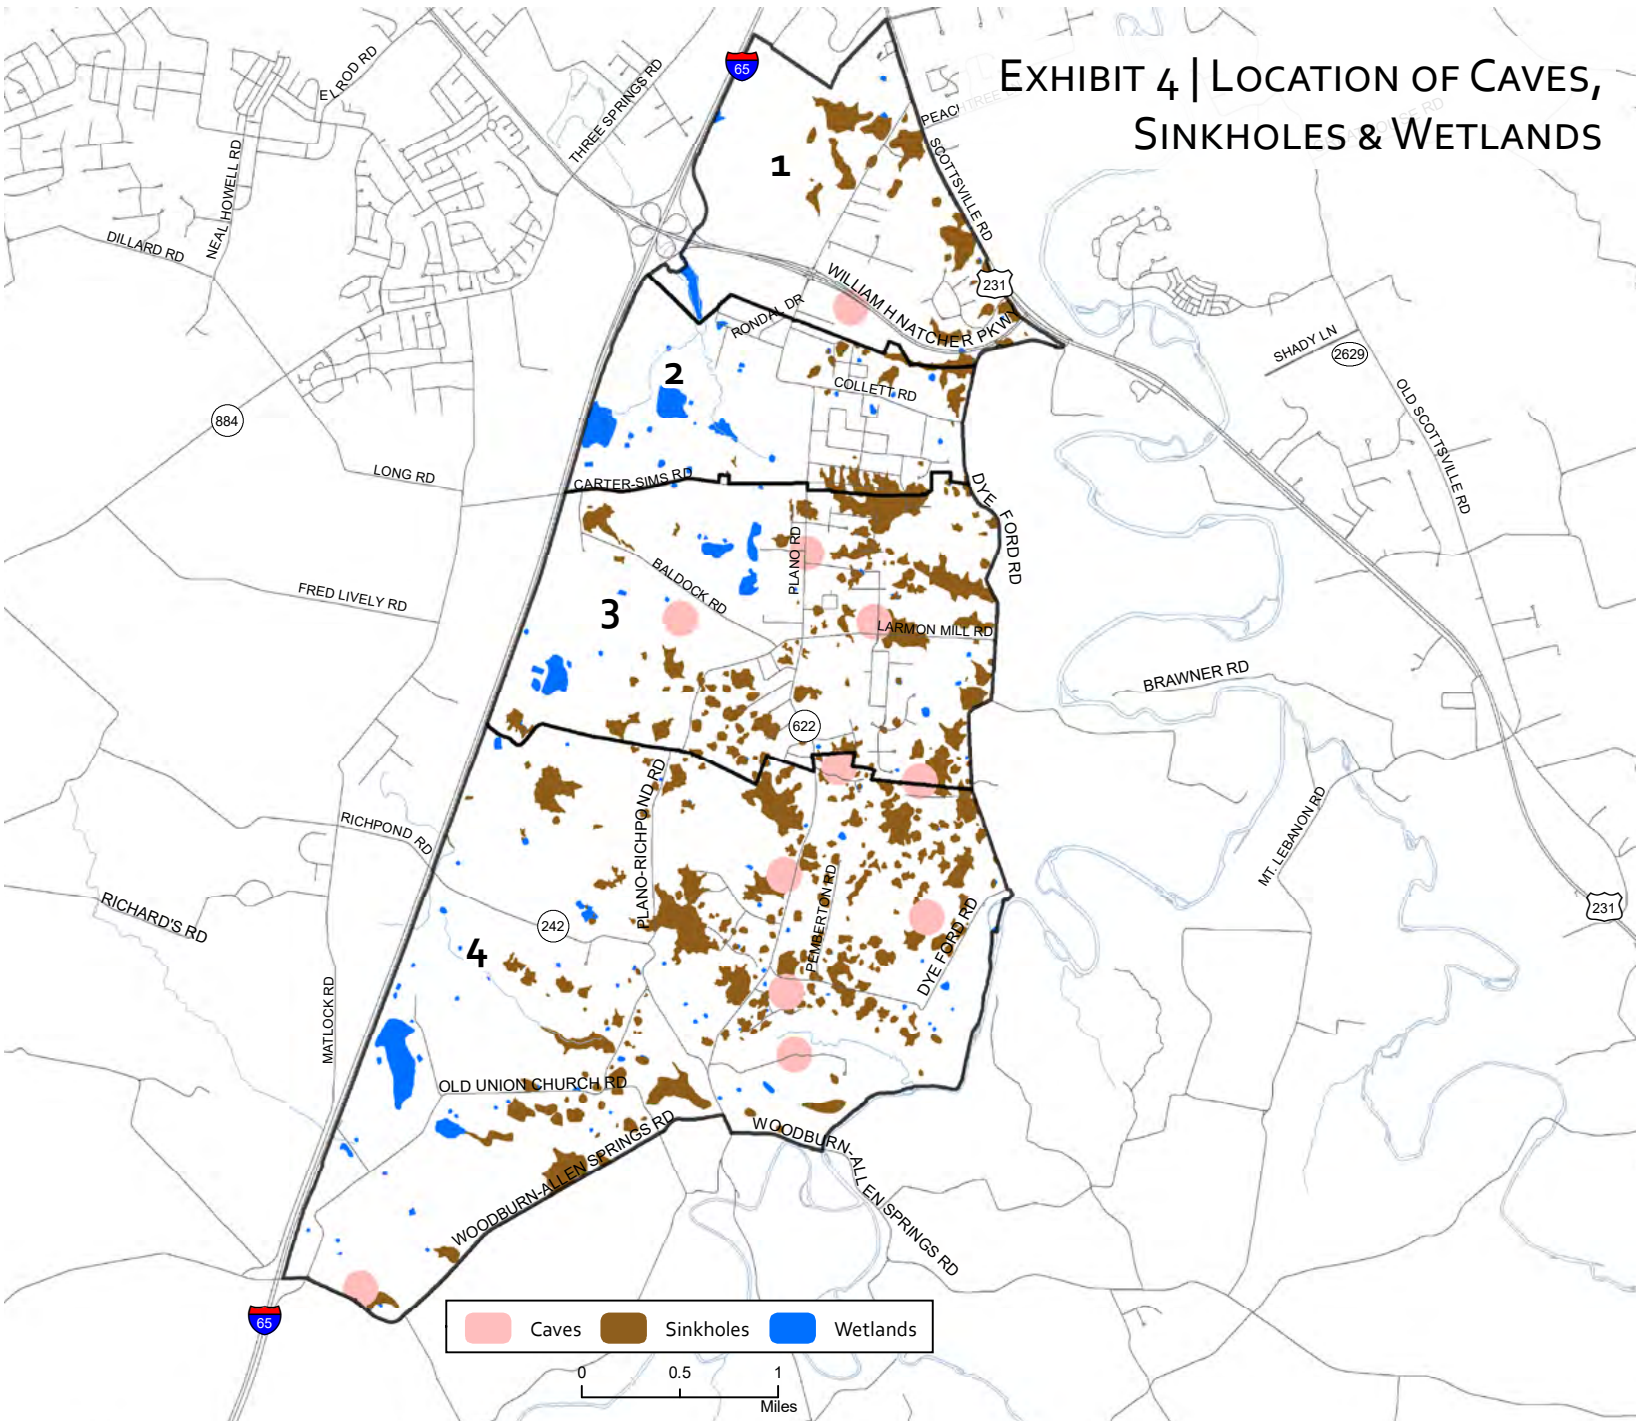 EXHIBIT 4 | LOCATION OF CAVES,
SINKHOLES & WETLANDS
65
ELROD RD
THREE SPRINGS RD
PEAC
SCOTTSVILLE RD
1
NEAL HOWELL RD
DILLARD RD
231
WILLIAM H NATCHER PKWY
RONDAL DR
SHADY LN
2629
2
COLLETT RD
OLD SCOTTSVILLE RD
884
LONG RD
CARTER-SIMS RD
DYE FORD RD
PLANO RD
BALDOCK RD
FRED LIVELY RD
3
LARMON MILL RD
BRAWNER RD
622
PLANO-RICHPOND RD
RICHPOND RD
MT. LEBANON RD
PEMBERTON RD
RICHARD'S RD
242
231
4
DYE FORD RD
MATLOCK RD
OLD UNION CHURCH RD
WOODBURN-ALLEN SPRINGS RD
WOODBURN-ALLEN SPRINGS RD
65
Caves Sinkholes Wetlands
0 0.5 1
Miles